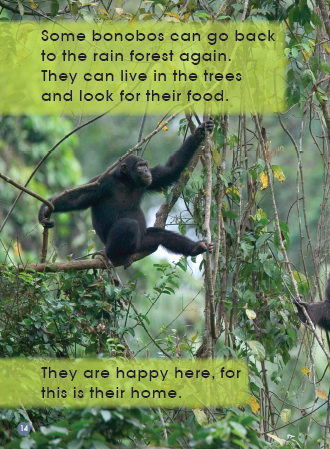 Some bonobos can go back
to the rain forest again.
They can live in the trees
and look for their food.
They are happy here, for
this is their home.
14